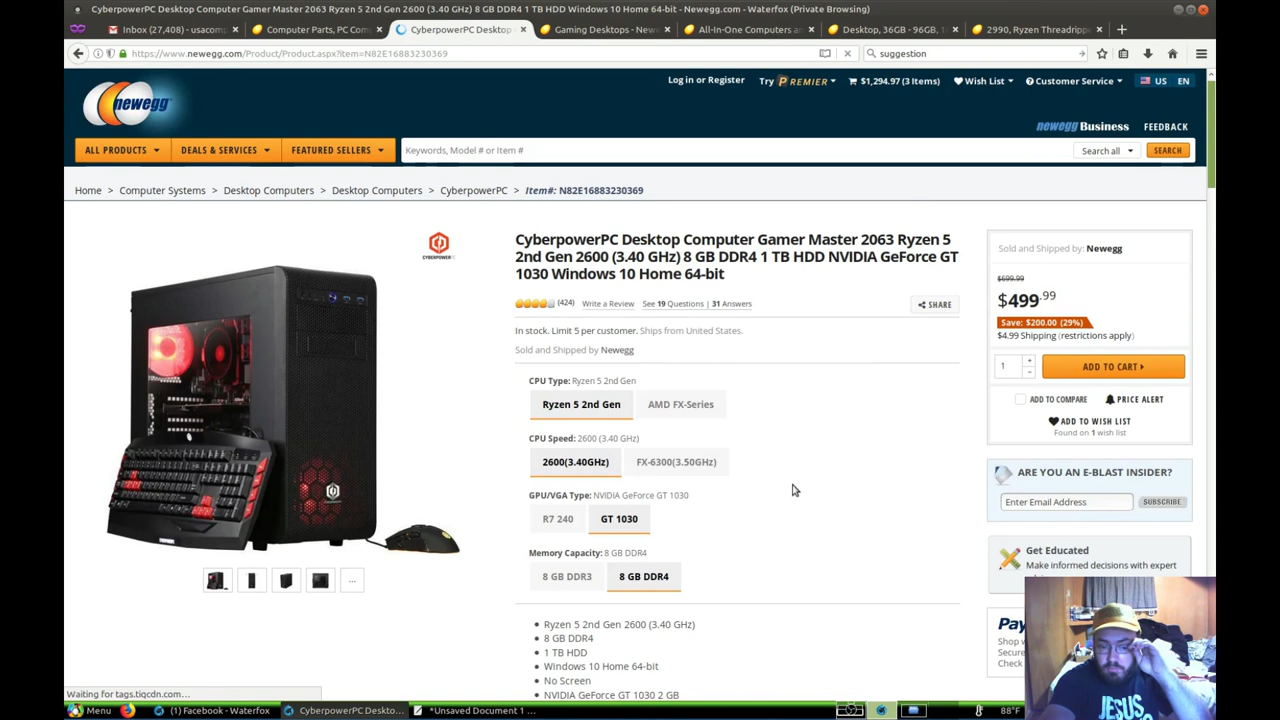 CyberpowerPC Desktop Computer Gamer Master 2063 Ryzen 5 2nd Gen 2600 (3.40 GHz) 8 GB DDR4 1 TB HDD Windows 10 Home 64-bit - Newegg.com - Waterfox (Private Browsing)
Inbox (27,408) - usacomp
Computer Parts, PC Com
CyberpowerPC Desktop
Gaming Desktops - Newe
All-In-One Computers an
Desktop, 36GB - 96GB, 1
2990, Ryzen Threadrippe
https://www.newegg.com/Product/Product.aspx?item=N82E16883230369
suggestion
newegg
Log in or Register
Try PREMIER
$1,294.97 (3 Items)
Wish List
Customer Service
US
EN
newegg Business
FEEDBACK
ALL PRODUCTS
DEALS & SERVICES
FEATURED SELLERS
Keywords, Model # or Item #
Search all
SEARCH
Home > Computer Systems > Desktop Computers > Desktop Computers > CyberpowerPC > Item#: N82E16883230369
CYBERPOWERPC
CyberpowerPC Desktop Computer Gamer Master 2063 Ryzen 5
2nd Gen 2600 (3.40 GHz) 8 GB DDR4 1 TB HDD NVIDIA GeForce GT
1030 Windows 10 Home 64-bit
(424) Write a Review See 19 Questions | 31 Answers
SHARE
In stock. Limit 5 per customer. Ships from United States.
Sold and Shipped by Newegg
CPU Type: Ryzen 5 2nd Gen
Ryzen 5 2nd Gen
AMD FX-Series
CPU Speed: 2600 (3.40 GHz)
2600(3.40GHz)
FX-6300(3.50GHz)
GPU/VGA Type: NVIDIA GeForce GT 1030
R7 240
GT 1030
Memory Capacity: 8 GB DDR4
8 GB DDR3
8 GB DDR4
Ryzen 5 2nd Gen 2600 (3.40 GHz)
8 GB DDR4
1 TB HDD
Windows 10 Home 64-bit
No Screen
NVIDIA GeForce GT 1030 2 GB
...
Sold and Shipped by: Newegg
$699.99
$499.99
Save: $200.00 (29%)
$4.99 Shipping (restrictions apply)
1
+
-
ADD TO CART
ADD TO COMPARE
PRICE ALERT
ADD TO WISH LIST
Found on 1 wish list
ARE YOU AN E-BLAST INSIDER?
Enter Email Address
SUBSCRIBE
Get Educated
Make informed decisions with expert
Pay
Shop w
Secure
Check
JESUS
Waiting for tags.tiqcdn.com...
Menu
(1) Facebook - Waterfox
CyberpowerPC Deskto...
*Unsaved Document 1 ...
88°F